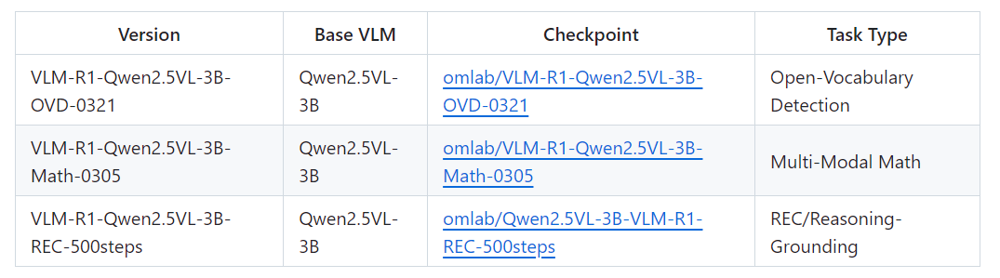 Version Base VLM Checkpoint Task Type
VLM-R1-Qwen2.5VL-3B- Qwen2.5VL- omlab/VLM-R1-Qwen2.5VL-3B- Open-Vocabulary
OVD-0321 3B OVD-0321 Detection
VLM-R1-Qwen2.5VL-3B- Qwen2.5VL- omlab/VLM-R1-Qwen2.5VL-3B- Multi-Modal Math
Math-0305 3B Math-0305
VLM-R1-Qwen2.5VL-3B- Qwen2.5VL- omlab/Qwen2.5VL-3B-VLM-R1- REC/Reasoning-
REC-500steps 3B REC-500steps Grounding